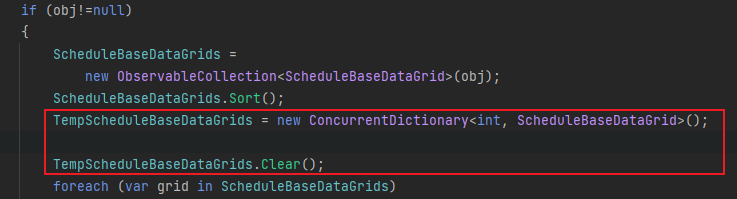 if (obj!=null)
{
ScheduleBaseDataGrids =
new ObservableCollection<ScheduleBaseDataGrid>(obj);
ScheduleBaseDataGrids.Sort();
TempScheduleBaseDataGrids = new ConcurrentDictionary<int, ScheduleBaseDataGrid>();
TempScheduleBaseDataGrids.Clear();
foreach (var grid in ScheduleBaseDataGrids)